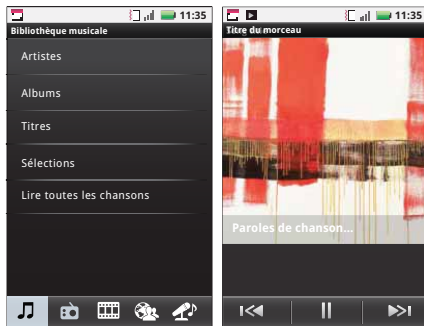 11:35
Bibliothèque musicale
Artistes
Albums
Titres
Sélections
Lire toutes les chansons
11:35
Titre du morceau
Paroles de chanson...